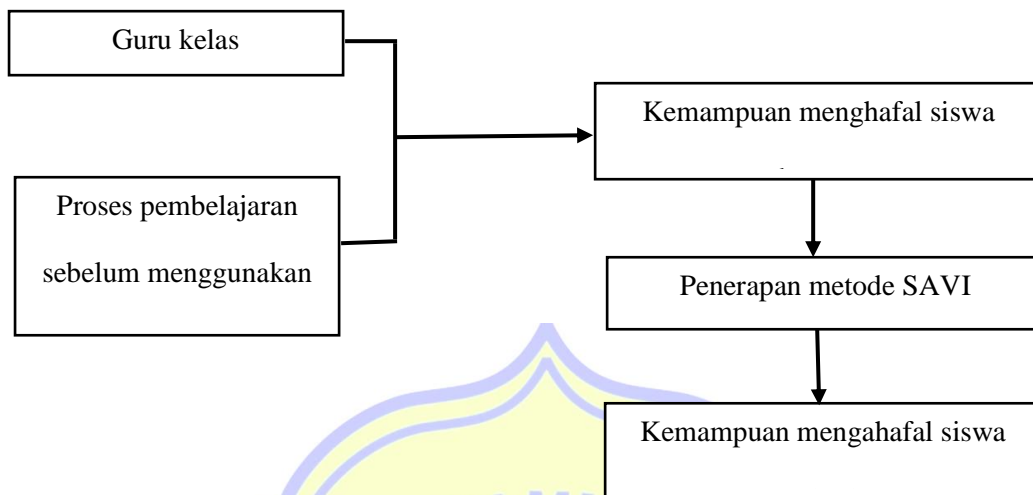 Guru kelas
Kemampuan menghafal siswa
Proses pembelajaran
sebelum menggunakan
Penerapan metode SAVI
Kemampuan mengahafal siswa